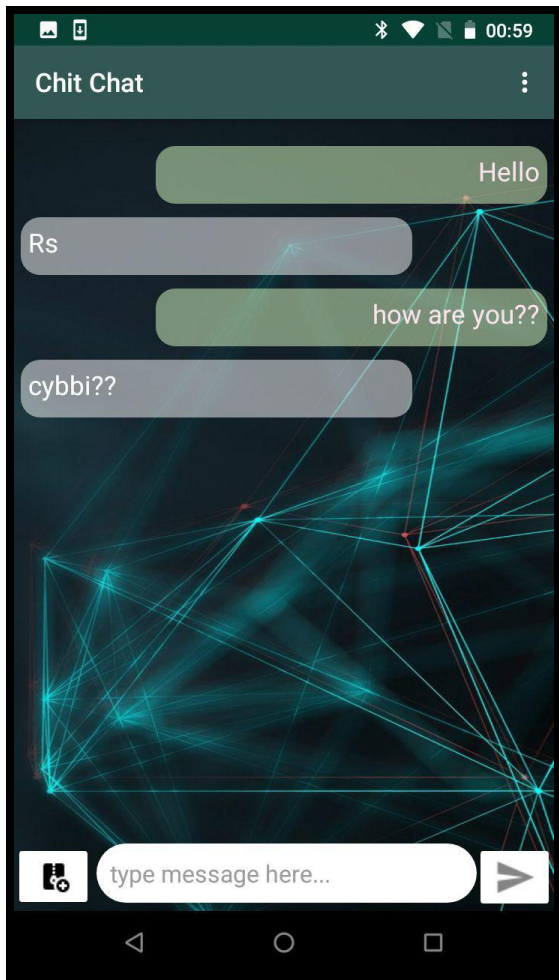 00:59
Chit Chat
Hello
Rs
how are you??
cybbi??
type message here...